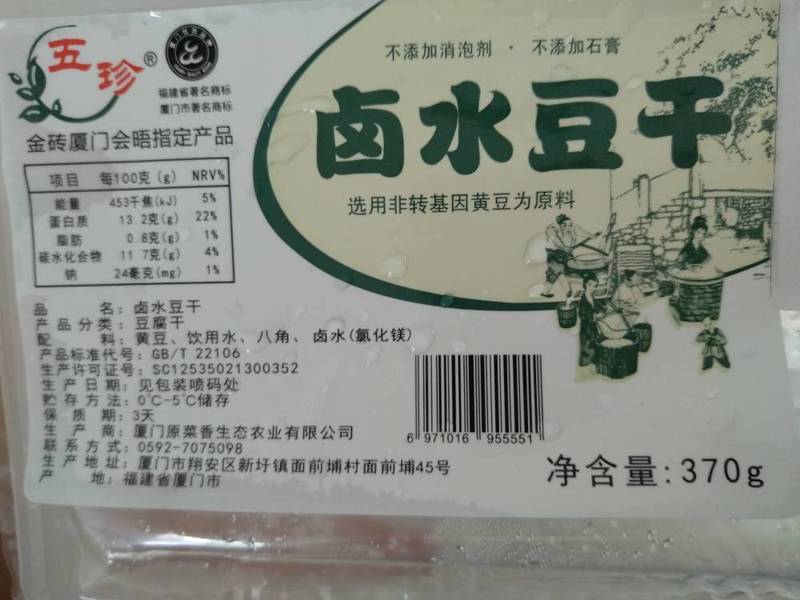 五珍®
福建省著名商标
厦门市著名商标
金砖厦门会晤指定产品
不添加消泡剂 · 不添加石膏
卤水豆干
选用非转基因黄豆为原料
项目 每100克(g) NRV%
能量 453千焦(kJ) 5%
蛋白质 13.2克(g) 22%
脂肪 0.8克(g) 1%
碳水化合物 11.7克(g) 4%
钠 24毫克(mg) 1%
品名：卤水豆干
产品分类：豆腐干
配料：黄豆、饮用水、八角、卤水(氯化镁)
产品标准代号：GB/T 22106
生产许可证号：SC12535021300352
生产日期：见包装喷码处
贮存方法：0℃-5℃储存
保质期：3天
生产商：厦门原菜香生态农业有限公司
联系方式：0592-7075098
生产地址：厦门市翔安区新圩镇面前埔村面前埔45号
产地：福建省厦门市
6 971016 955551
净含量：370g